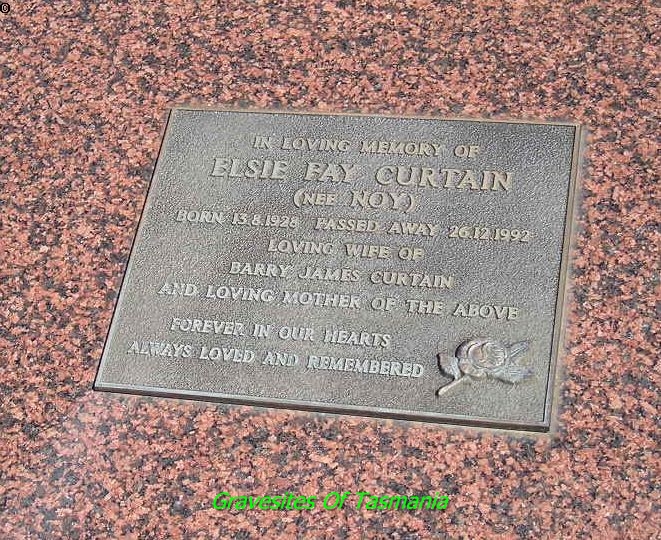 IN LOVING MEMORY OF
ELSIE FAY CURTAIN
(NEE NOY)
BORN 13.8.1928 PASSED AWAY 26.12.1992
LOVING WIFE OF
BARRY JAMES CURTAIN
AND LOVING MOTHER OF THE ABOVE
FOREVER IN OUR HEARTS
ALWAYS LOVED AND REMEMBERED
Gravesites Of Tasmania